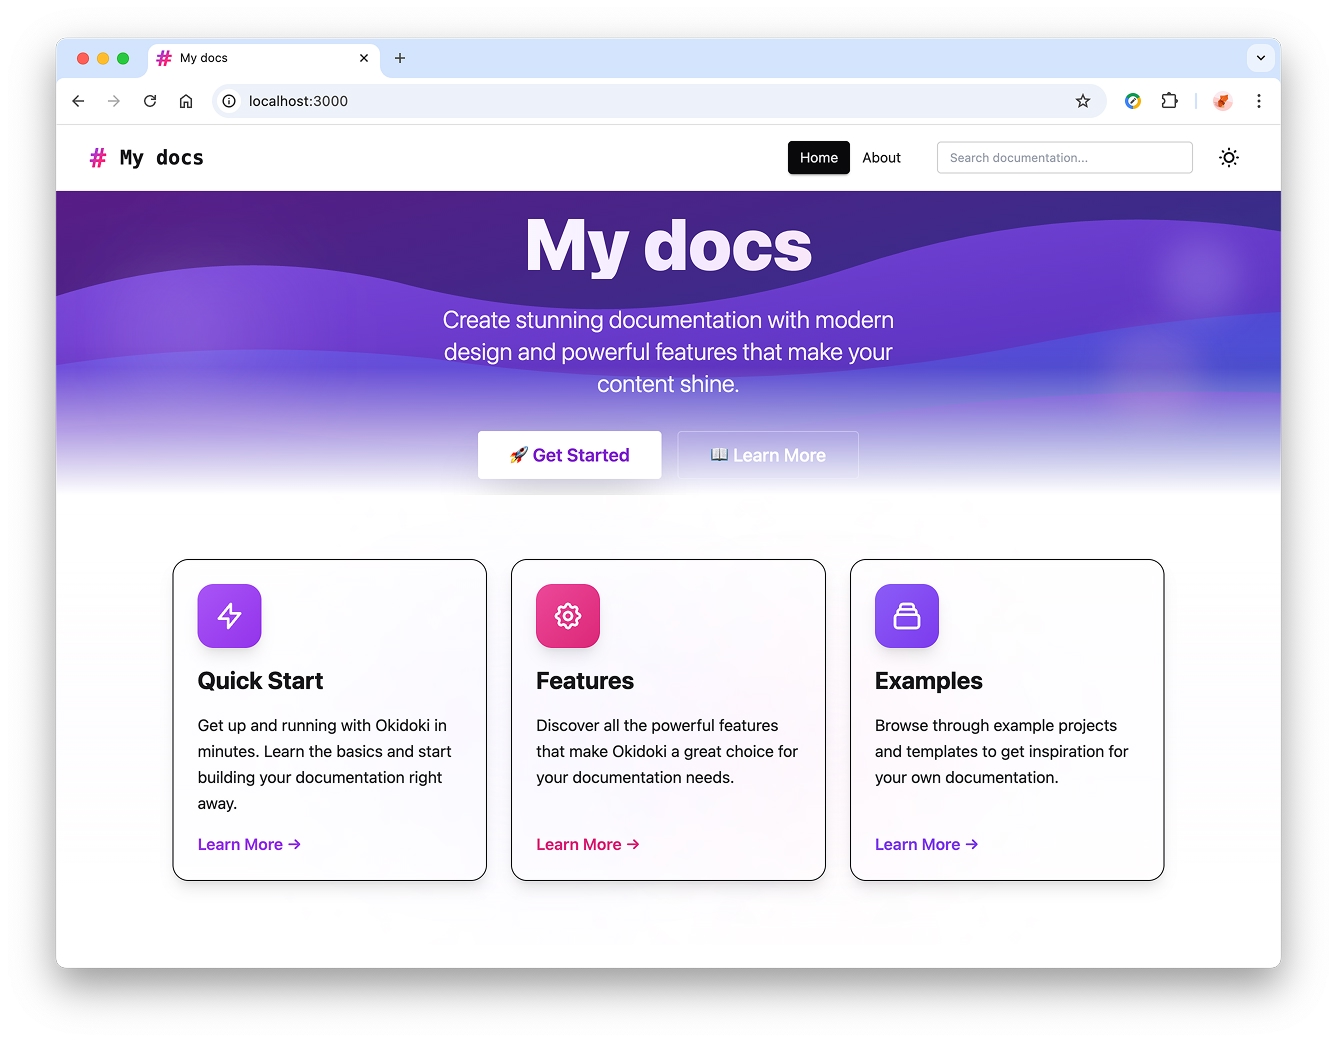 # My docs
localhost:3000
# My docs
Home About Search documentation...
My docs
Create stunning documentation with modern
design and powerful features that make your
content shine.
🚀 Get Started 📖 Learn More
Quick Start
Get up and running with Okidoki in
minutes. Learn the basics and start
building your documentation right
away.
Learn More →
Features
Discover all the powerful features
that make Okidoki a great choice for
your documentation needs.
Learn More →
Examples
Browse through example projects
and templates to get inspiration for
your own documentation.
Learn More →